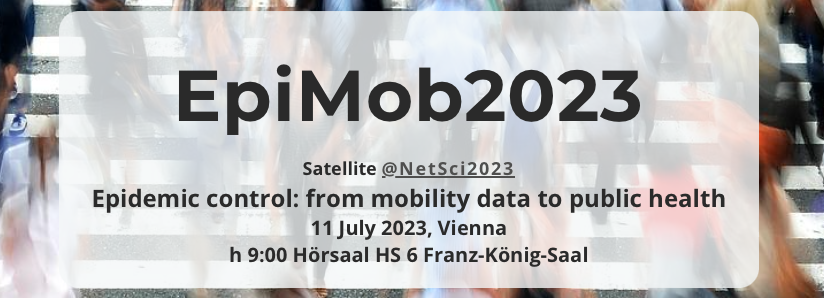 EpiMob2023
Satellite @NetSci2023
Epidemic control: from mobility data to public health
11 July 2023, Vienna
h 9:00 Hörsaal HS 6 Franz-König-Saal